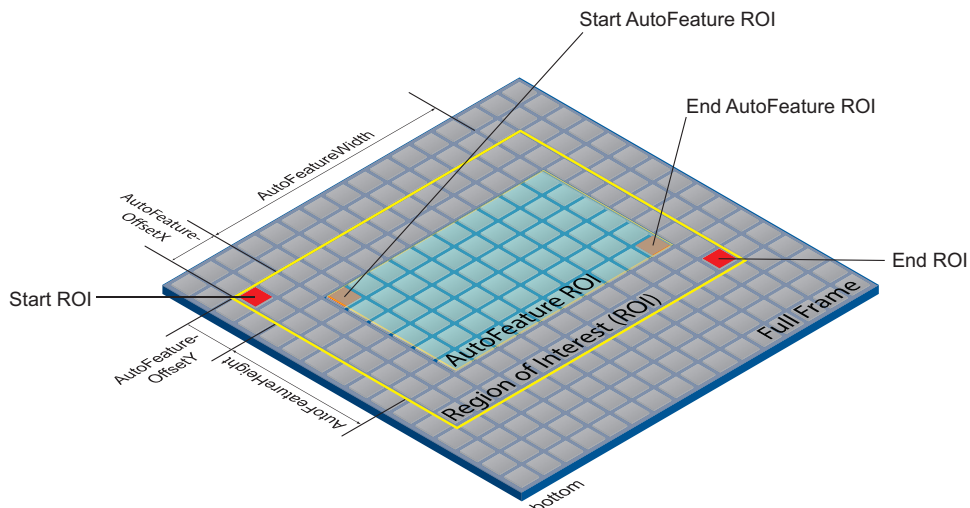 Start AutoFeature ROI
End AutoFeature ROI
AutoFeatureWidth
AutoFeature-
OffsetX
Start ROI
End ROI
AutoFeature ROI
Region of Interest (ROI)
Full Frame
AutoFeature-
OffsetY
AutoFeatureHeight
bottom